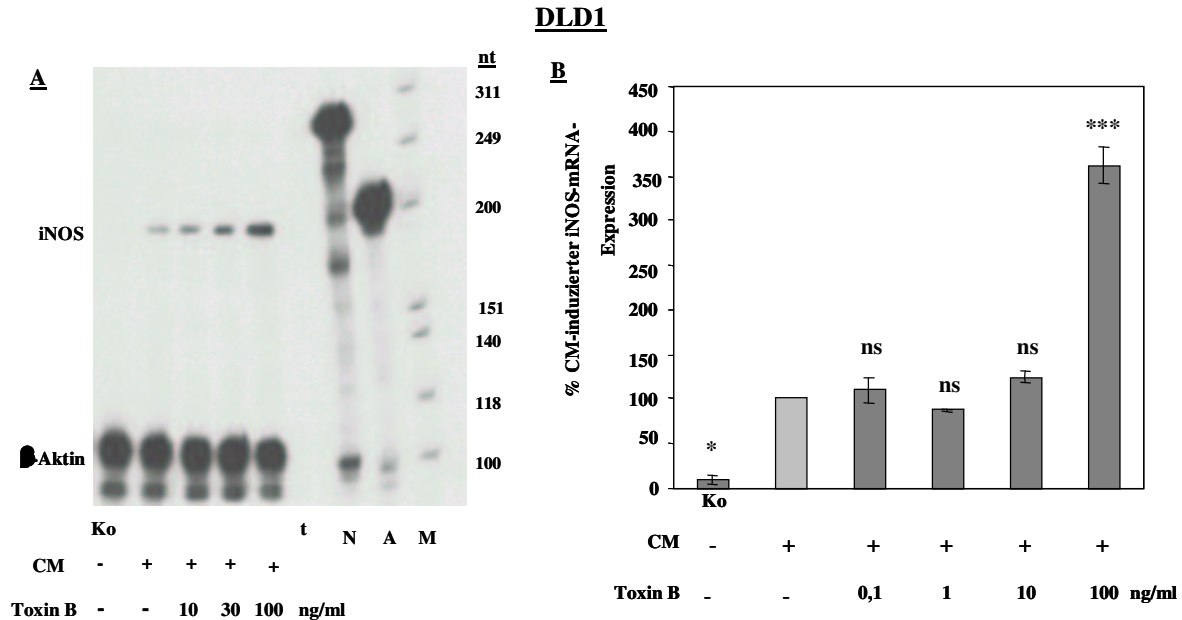 DLD1
A
nt
311
249
200
151
140
118
100
iNOS
β-Aktin
Ko t N A M
CM - + + + +
Toxin B - - 10 30 100 ng/ml
B
% CM-induzierter iNOS-mRNA-
Expression
450
400
350
300
250
200
150
100
50
0
* ns ns ns ***
Ko
CM - + + + + +
Toxin B - - 0,1 1 10 100 ng/ml